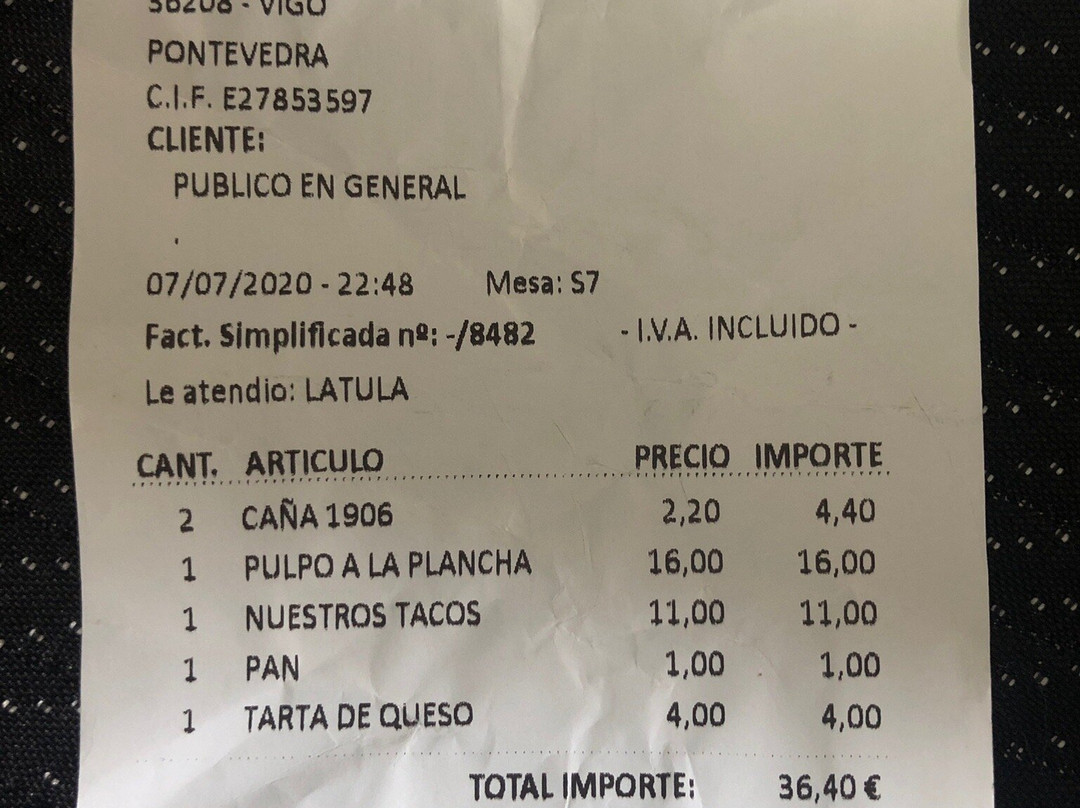 36208 - VIGO
PONTEVEDRA
C.I.F. E27853597
CLIENTE:
PUBLICO EN GENERAL
.
07/07/2020 - 22:48 Mesa: S7
Fact. Simplificada nº: -/8482 - I.V.A. INCLUIDO -
Le atendio: LATULA
CANT. ARTICULO PRECIO IMPORTE
2 CAÑA 1906 2,20 4,40
1 PULPO A LA PLANCHA 16,00 16,00
1 NUESTROS TACOS 11,00 11,00
1 PAN 1,00 1,00
1 TARTA DE QUESO 4,00 4,00
TOTAL IMPORTE: 36,40 €